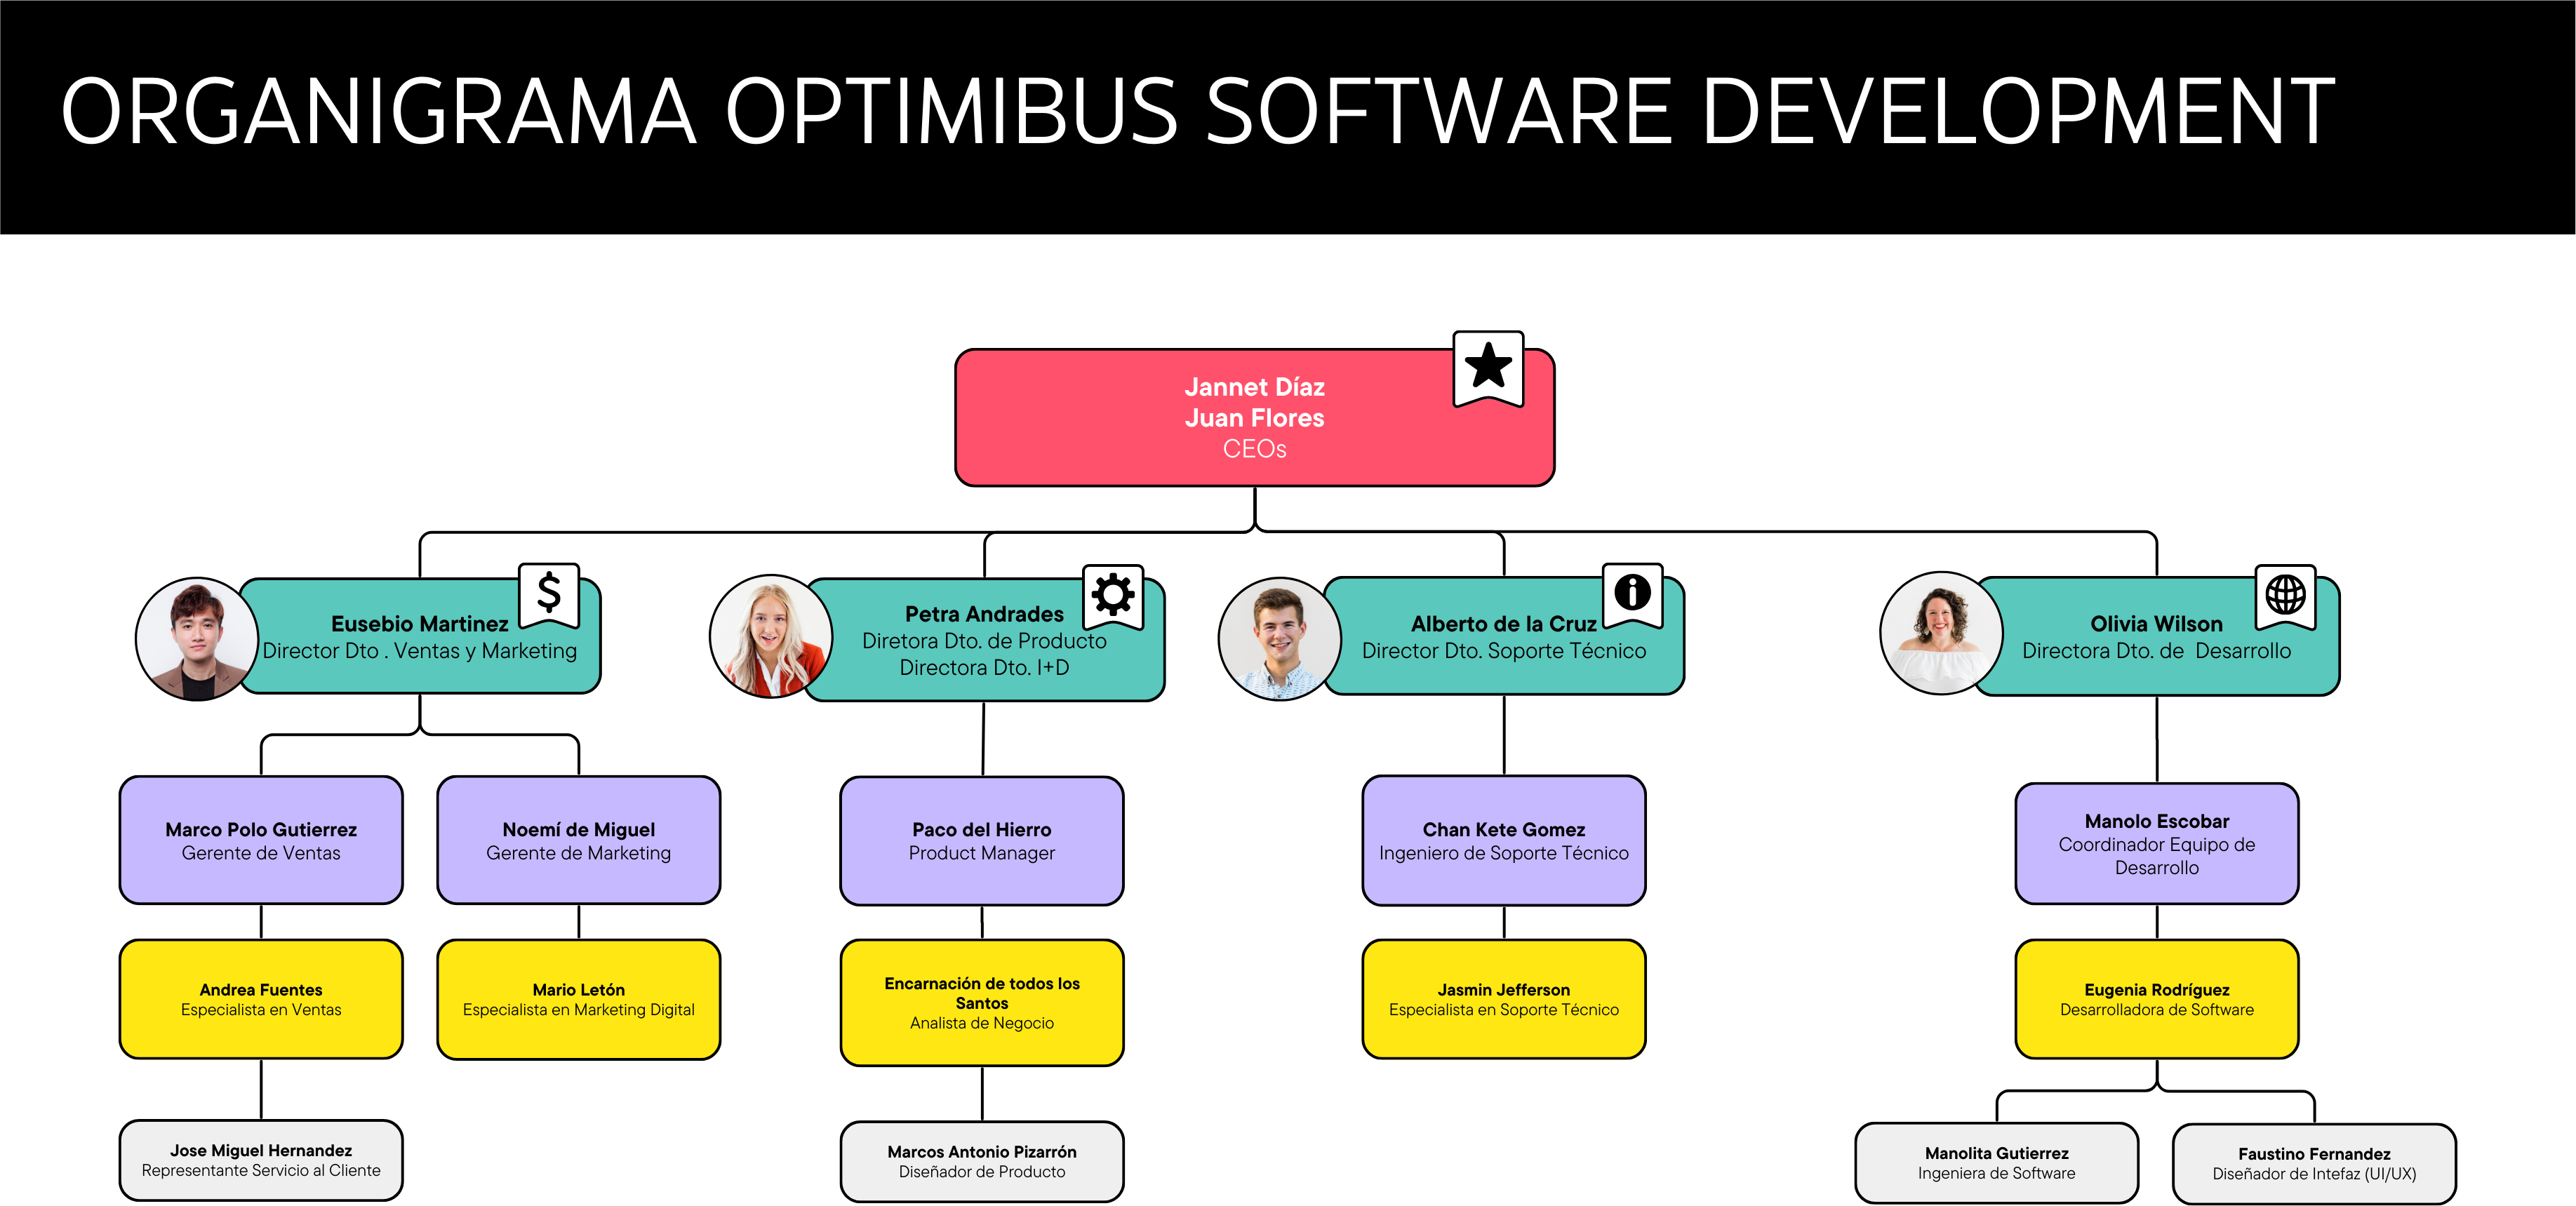 ORGANIGRAMA OPTIMIBUS SOFTWARE DEVELOPMENT
Jannet Díaz
Juan Flores
CEOs
$
Eusebio Martinez
Director Dto . Ventas y Marketing
Petra Andrades
Diretora Dto. de Producto
Directora Dto. I+D
Alberto de la Cruz
Director Dto. Soporte Técnico
Olivia Wilson
Directora Dto. de Desarrollo
Marco Polo Gutierrez
Gerente de Ventas
Noemí de Miguel
Gerente de Marketing
Paco del Hierro
Product Manager
Chan Kete Gomez
Ingeniero de Soporte Técnico
Manolo Escobar
Coordinador Equipo de
Desarrollo
Andrea Fuentes
Especialista en Ventas
Mario Letón
Especialista en Marketing Digital
Encarnación de todos los
Santos
Analista de Negocio
Jasmin Jefferson
Especialista en Soporte Técnico
Eugenia Rodríguez
Desarrolladora de Software
Jose Miguel Hernandez
Representante Servicio al Cliente
Marcos Antonio Pizarrón
Diseñador de Producto
Manolita Gutierrez
Ingeniera de Software
Faustino Fernandez
Diseñador de Intefaz (UI/UX)